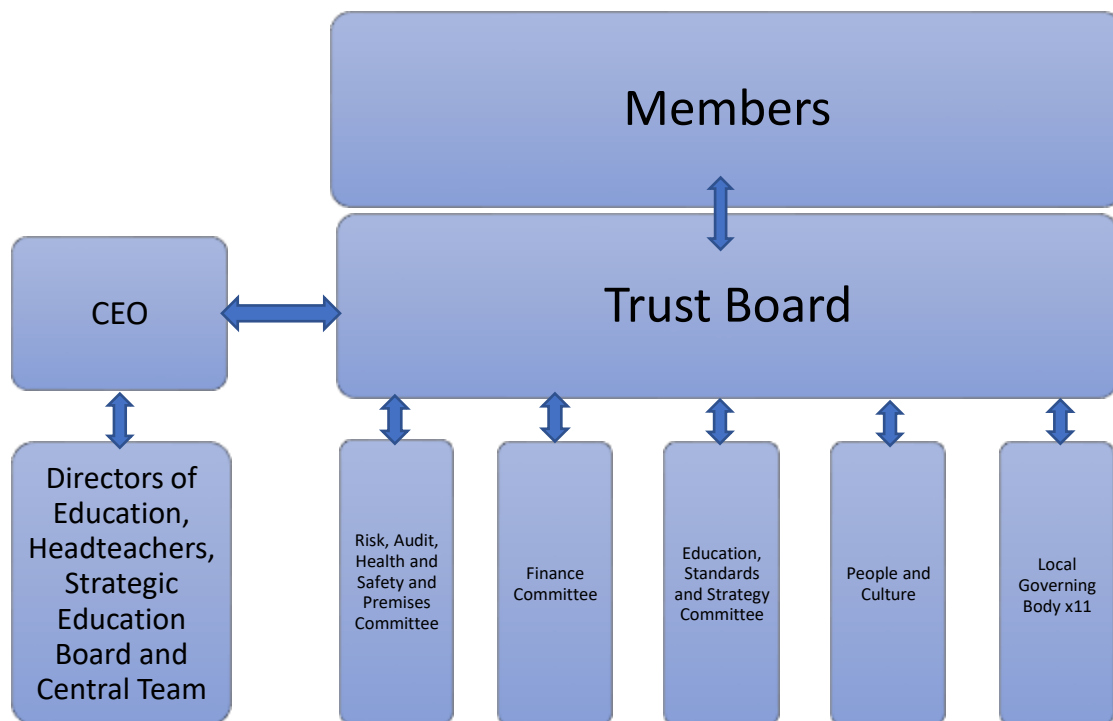 Members
Trust Board
CEO
Directors of
Education,
Headteachers,
Strategic
Education
Board and
Central Team
Risk, Audit,
Health and
Safety and
Premises
Committee
Finance
Committee
Education,
Standards
and Strategy
Committee
People and
Culture
Local
Governing
Body x11